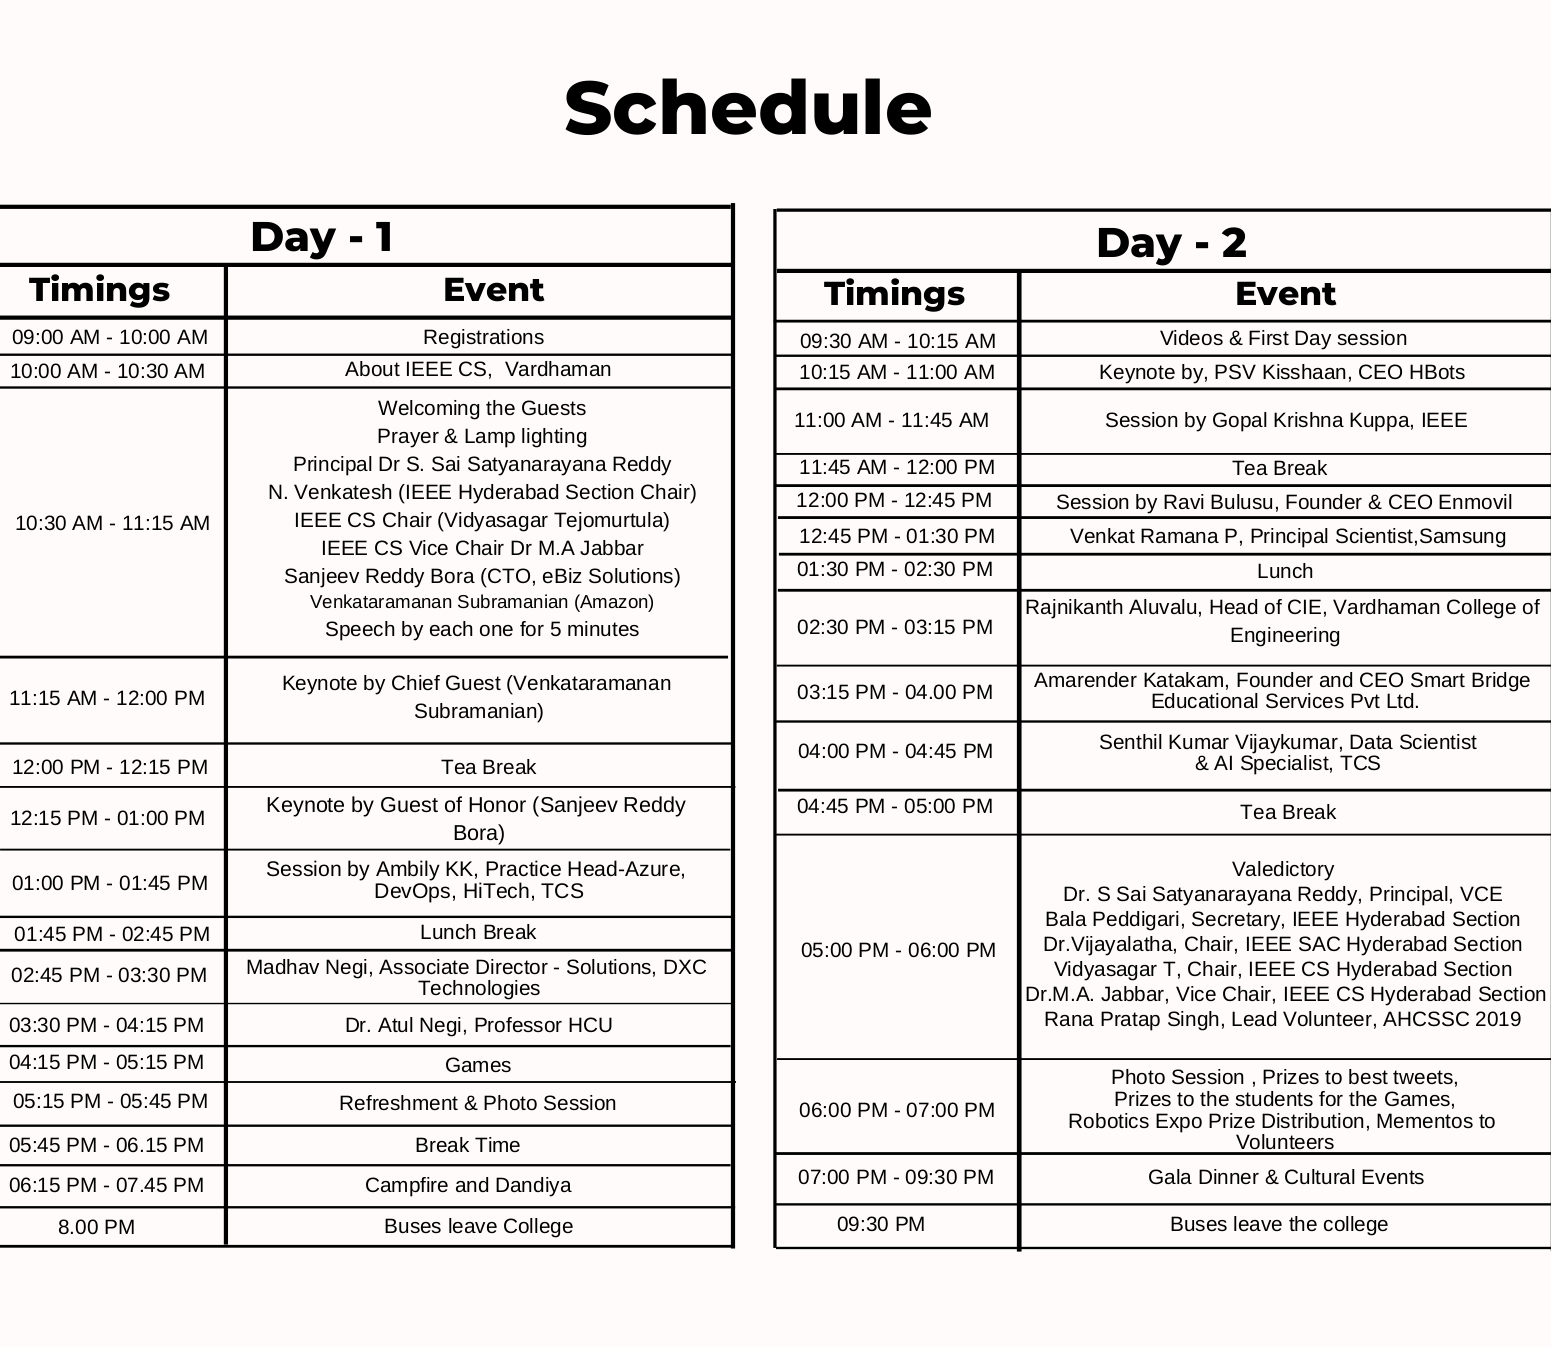 Schedule
Day - 1
Timings Event
09:00 AM - 10:00 AM Registrations
10:00 AM - 10:30 AM About IEEE CS,  Vardhaman
Welcoming the Guests
Prayer & Lamp lighting
Principal Dr S. Sai Satyanarayana Reddy
N. Venkatesh (IEEE Hyderabad Section Chair)
10:30 AM - 11:15 AM IEEE CS Chair (Vidyasagar Tejomurtula)
IEEE CS Vice Chair Dr M.A Jabbar
Sanjeev Reddy Bora (CTO, eBiz Solutions)
Venkataramanan Subramanian (Amazon)
Speech by each one for 5 minutes
11:15 AM - 12:00 PM Keynote by Chief Guest (Venkataramanan
Subramanian)
12:00 PM - 12:15 PM Tea Break
12:15 PM - 01:00 PM Keynote by Guest of Honor (Sanjeev Reddy
Bora)
01:00 PM - 01:45 PM Session by Ambily KK, Practice Head-Azure,
DevOps, HiTech, TCS
01:45 PM - 02:45 PM Lunch Break
02:45 PM - 03:30 PM Madhav Negi, Associate Director - Solutions, DXC
Technologies
03:30 PM - 04:15 PM Dr. Atul Negi, Professor HCU
04:15 PM - 05:15 PM Games
05:15 PM - 05:45 PM Refreshment & Photo Session
05:45 PM - 06.15 PM Break Time
06:15 PM - 07.45 PM Campfire and Dandiya
8.00 PM Buses leave College
Day - 2
Timings Event
09:30 AM - 10:15 AM Videos & First Day session
10:15 AM - 11:00 AM Keynote by, PSV Kisshaan, CEO HBots
11:00 AM - 11:45 AM Session by Gopal Krishna Kuppa, IEEE
11:45 AM - 12:00 PM Tea Break
12:00 PM - 12:45 PM Session by Ravi Bulusu, Founder & CEO Enmovil
12:45 PM - 01:30 PM Venkat Ramana P, Principal Scientist,Samsung
01:30 PM - 02:30 PM Lunch
02:30 PM - 03:15 PM Rajnikanth Aluvalu, Head of CIE, Vardhaman College of
Engineering
03:15 PM - 04.00 PM Amarender Katakam, Founder and CEO Smart Bridge
Educational Services Pvt Ltd.
04:00 PM - 04:45 PM Senthil Kumar Vijaykumar, Data Scientist
& AI Specialist, TCS
04:45 PM - 05:00 PM Tea Break
Valedictory
Dr. S Sai Satyanarayana Reddy, Principal, VCE
Bala Peddigari, Secretary, IEEE Hyderabad Section
05:00 PM - 06:00 PM Dr.Vijayalatha, Chair, IEEE SAC Hyderabad Section
Vidyasagar T, Chair, IEEE CS Hyderabad Section
Dr.M.A. Jabbar, Vice Chair, IEEE CS Hyderabad Section
Rana Pratap Singh, Lead Volunteer, AHCSSC 2019
Photo Session , Prizes to best tweets,
Prizes to the students for the Games,
06:00 PM - 07:00 PM Robotics Expo Prize Distribution, Mementos to
Volunteers
07:00 PM - 09:30 PM Gala Dinner & Cultural Events
09:30 PM Buses leave the college